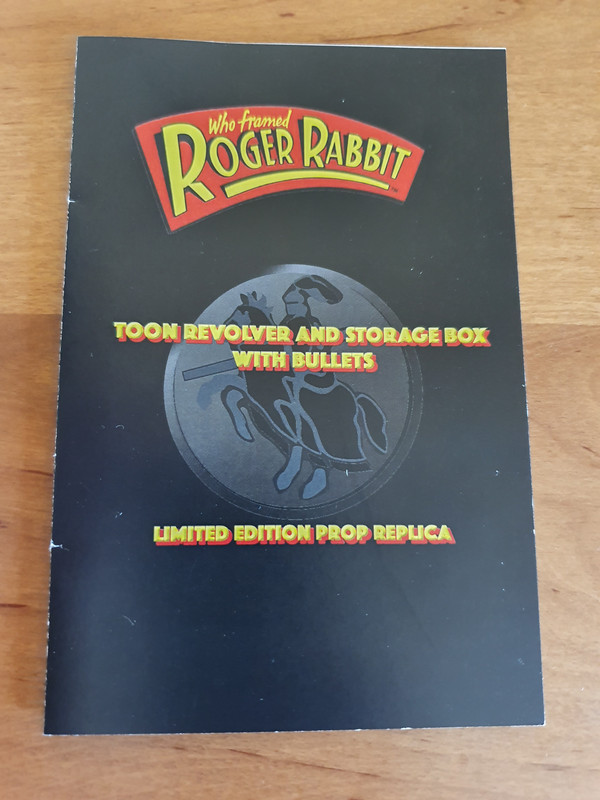 Who framed
ROGER RABBIT
TOON REVOLVER AND STORAGE BOX
WITH BULLETS
LIMITED EDITION PROP REPLICA